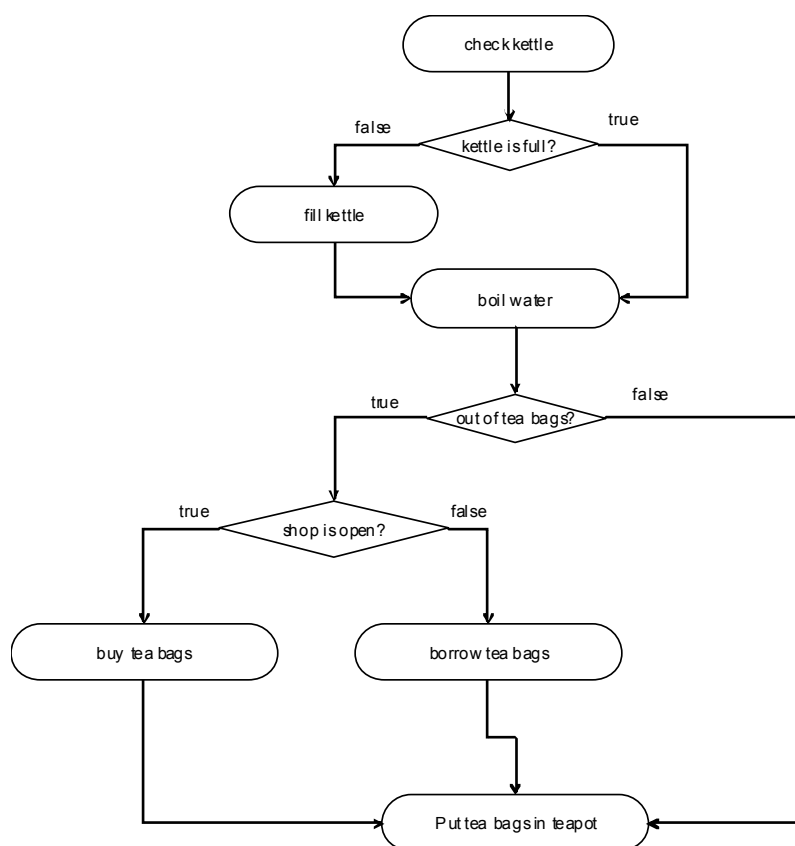 check kettle
false
true
kettle is full?
fill kettle
boil water
true
false
out of tea bags?
true
false
shop is open?
buy tea bags
borrow tea bags
Put tea bags in teapot